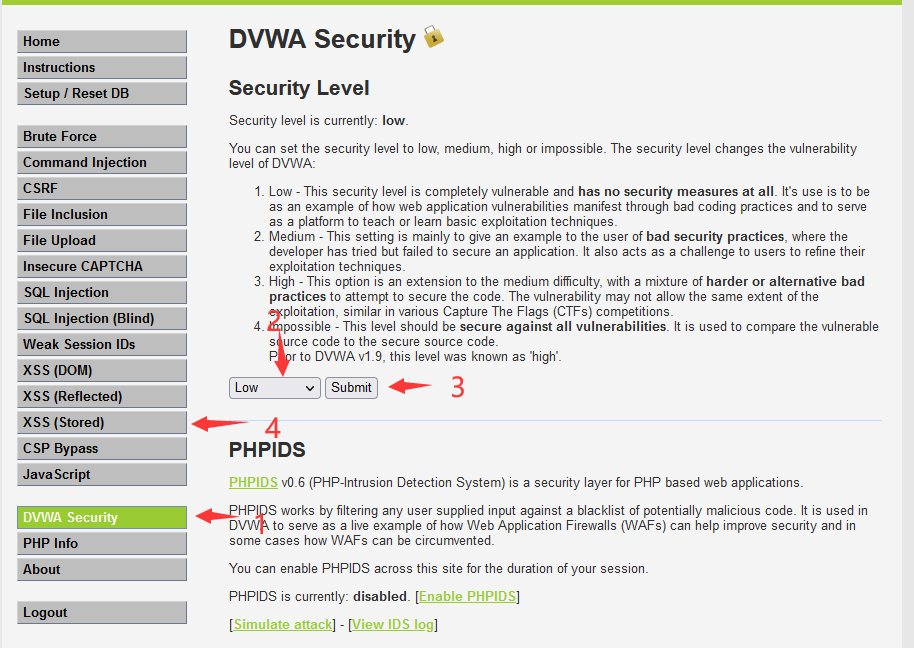 Home
Instructions
Setup / Reset DB
Brute Force
Command Injection
CSRF
File Inclusion
File Upload
Insecure CAPTCHA
SQL Injection
SQL Injection (Blind)
Weak Session IDs
XSS (DOM)
XSS (Reflected)
XSS (Stored)
4
CSP Bypass
JavaScript
DVWA Security
1
PHP Info
About
Logout
DVWA Security
Security Level
Security level is currently: low.
You can set the security level to low, medium, high or impossible. The security level changes the vulnerability
level of DVWA:
1. Low - This security level is completely vulnerable and has no security measures at all. It's use is to be
as an example of how web application vulnerabilities manifest through bad coding practices and to serve
as a platform to teach or learn basic exploitation techniques.
2. Medium - This setting is mainly to give an example to the user of bad security practices, where the
developer has tried but failed to secure an application. It also acts as a challenge to users to refine their
exploitation techniques.
3. High - This option is an extension to the medium difficulty, with a mixture of harder or alternative bad
practices to attempt to secure the code. The vulnerability may not allow the same extent of the
exploitation, similar in various Capture The Flags (CTFs) competitions.
4. Impossible - This level should be secure against all vulnerabilities. It is used to compare the vulnerable
source code to the secure source code.
Prior to DVWA v1.9, this level was known as 'high'.
2
Low Submit 3
PHPIDS
PHPIDS v0.6 (PHP-Intrusion Detection System) is a security layer for PHP based web applications.
PHPIDS works by filtering any user supplied input against a blacklist of potentially malicious code. It is used in
DVWA to serve as a live example of how Web Application Firewalls (WAFs) can help improve security and in
some cases how WAFs can be circumvented.
You can enable PHPIDS across this site for the duration of your session.
PHPIDS is currently: disabled. [Enable PHPIDS]
[Simulate attack] - [View IDS log]